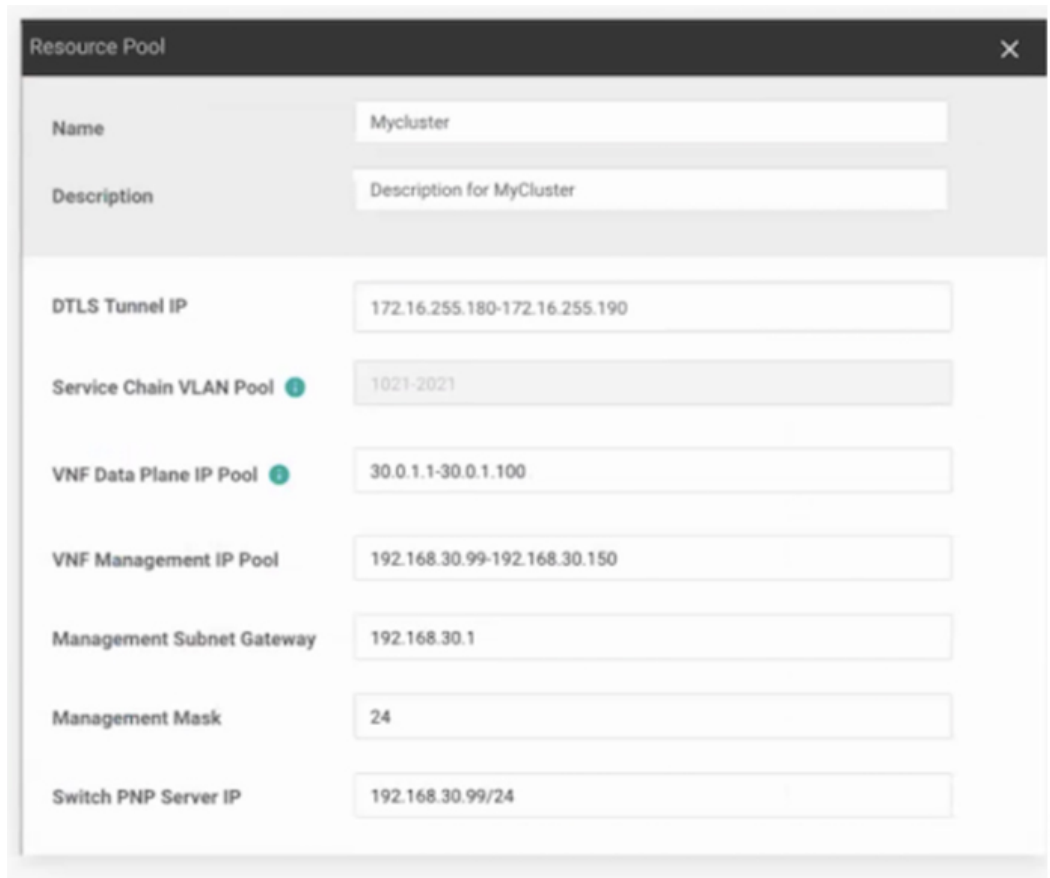 Resource Pool
Name Mycluster
Description Description for MyCluster
DTLS Tunnel IP 172.16.255.180-172.16.255.190
Service Chain VLAN Pool 1021-2021
VNF Data Plane IP Pool 30.0.1.1-30.0.1.100
VNF Management IP Pool 192.168.30.99-192.168.30.150
Management Subnet Gateway 192.168.30.1
Management Mask 24
Switch PNP Server IP 192.168.30.99/24